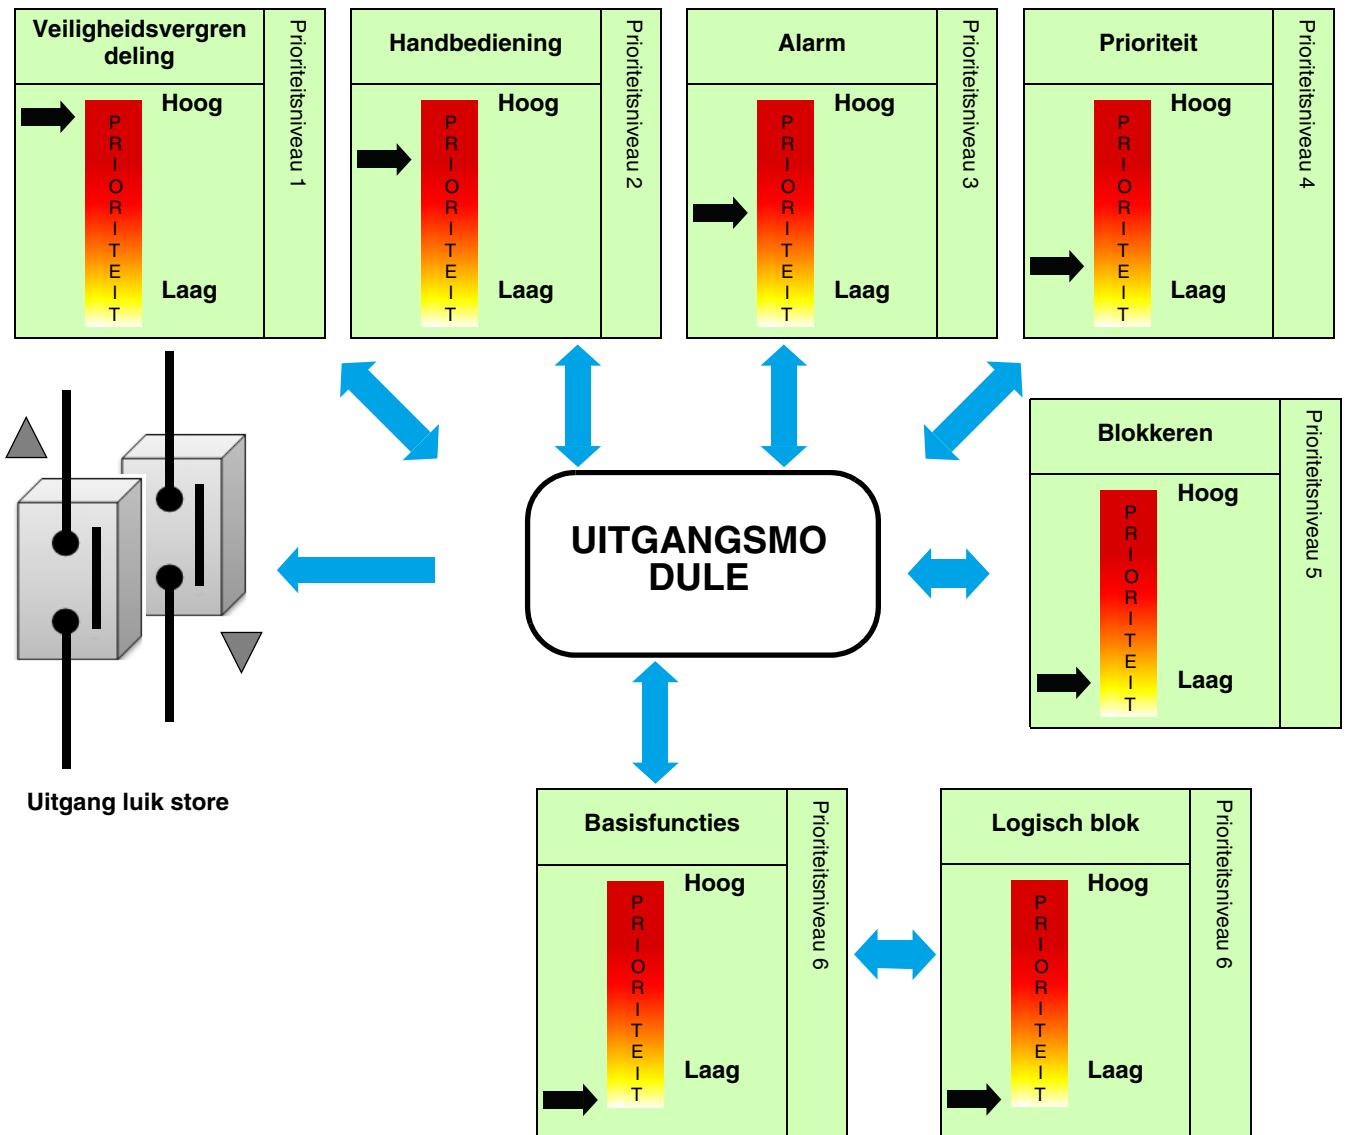 Veiligheidsvergren
deling
Prioriteitsniveau 1
Hoog
PRIORITEIT
Laag
Handbediening
Prioriteitsniveau 2
Hoog
PRIORITEIT
Laag
Alarm
Prioriteitsniveau 3
Hoog
PRIORITEIT
Laag
Prioriteit
Prioriteitsniveau 4
Hoog
PRIORITEIT
Laag
Blokkeren
Prioriteitsniveau 5
Hoog
PRIORITEIT
Laag
UITGANGSMO
DULE
Uitgang luik store
Basisfuncties
Prioriteitsniveau 6
Hoog
PRIORITEIT
Laag
Logisch blok
Prioriteitsniveau 6
Hoog
PRIORITEIT
Laag